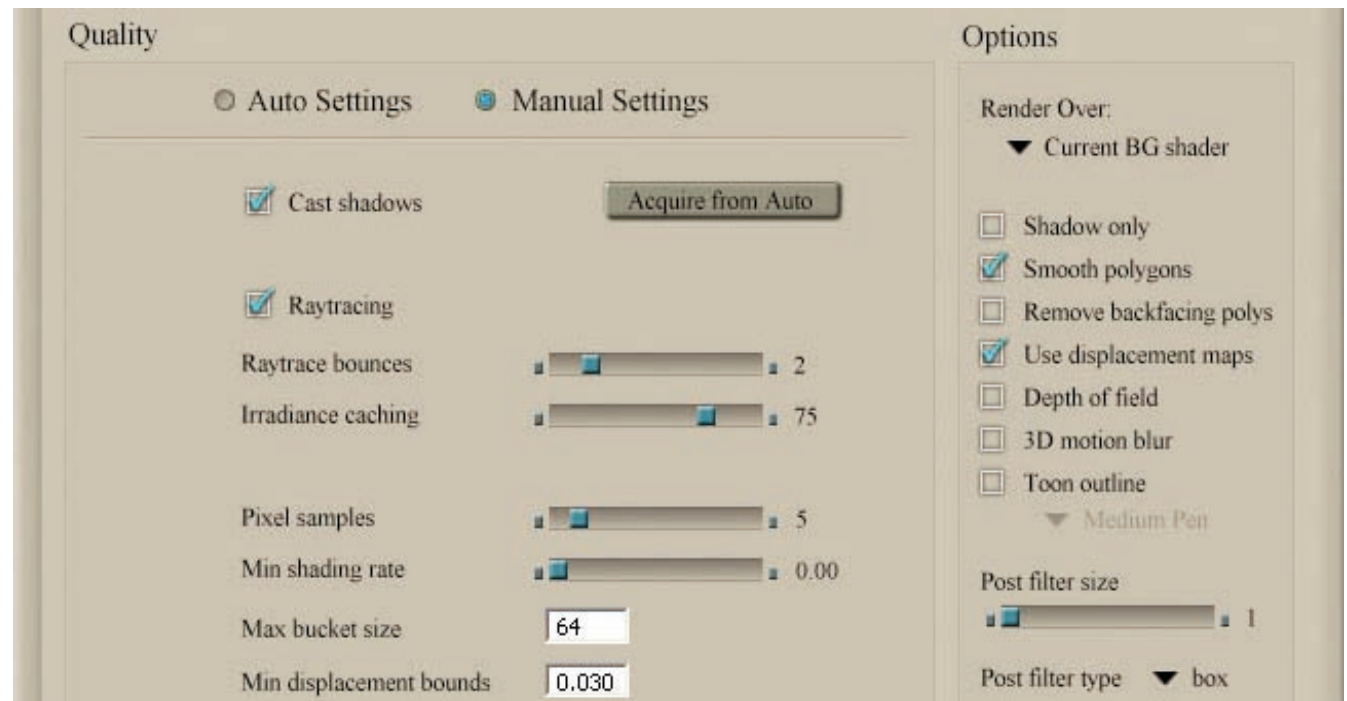 Quality
Auto Settings Manual Settings
Cast shadows Acquire from Auto
Raytracing
Raytrace bounces 2
Irradiance caching 75
Pixel samples 5
Min shading rate 0.00
Max bucket size 64
Min displacement bounds 0.030
Options
Render Over:
Current BG shader
Shadow only
Smooth polygons
Remove backfacing polys
Use displacement maps
Depth of field
3D motion blur
Toon outline
Medium Pen
Post filter size
1
Post filter type box